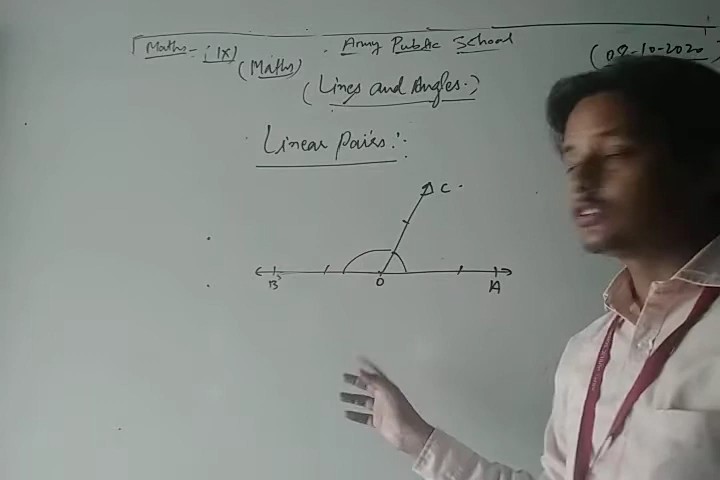 Maths - IX) . Army Public School
(Maths) (08-10-2020)
(Lines and Angles.)
Linear Pairs:
C.
B O A